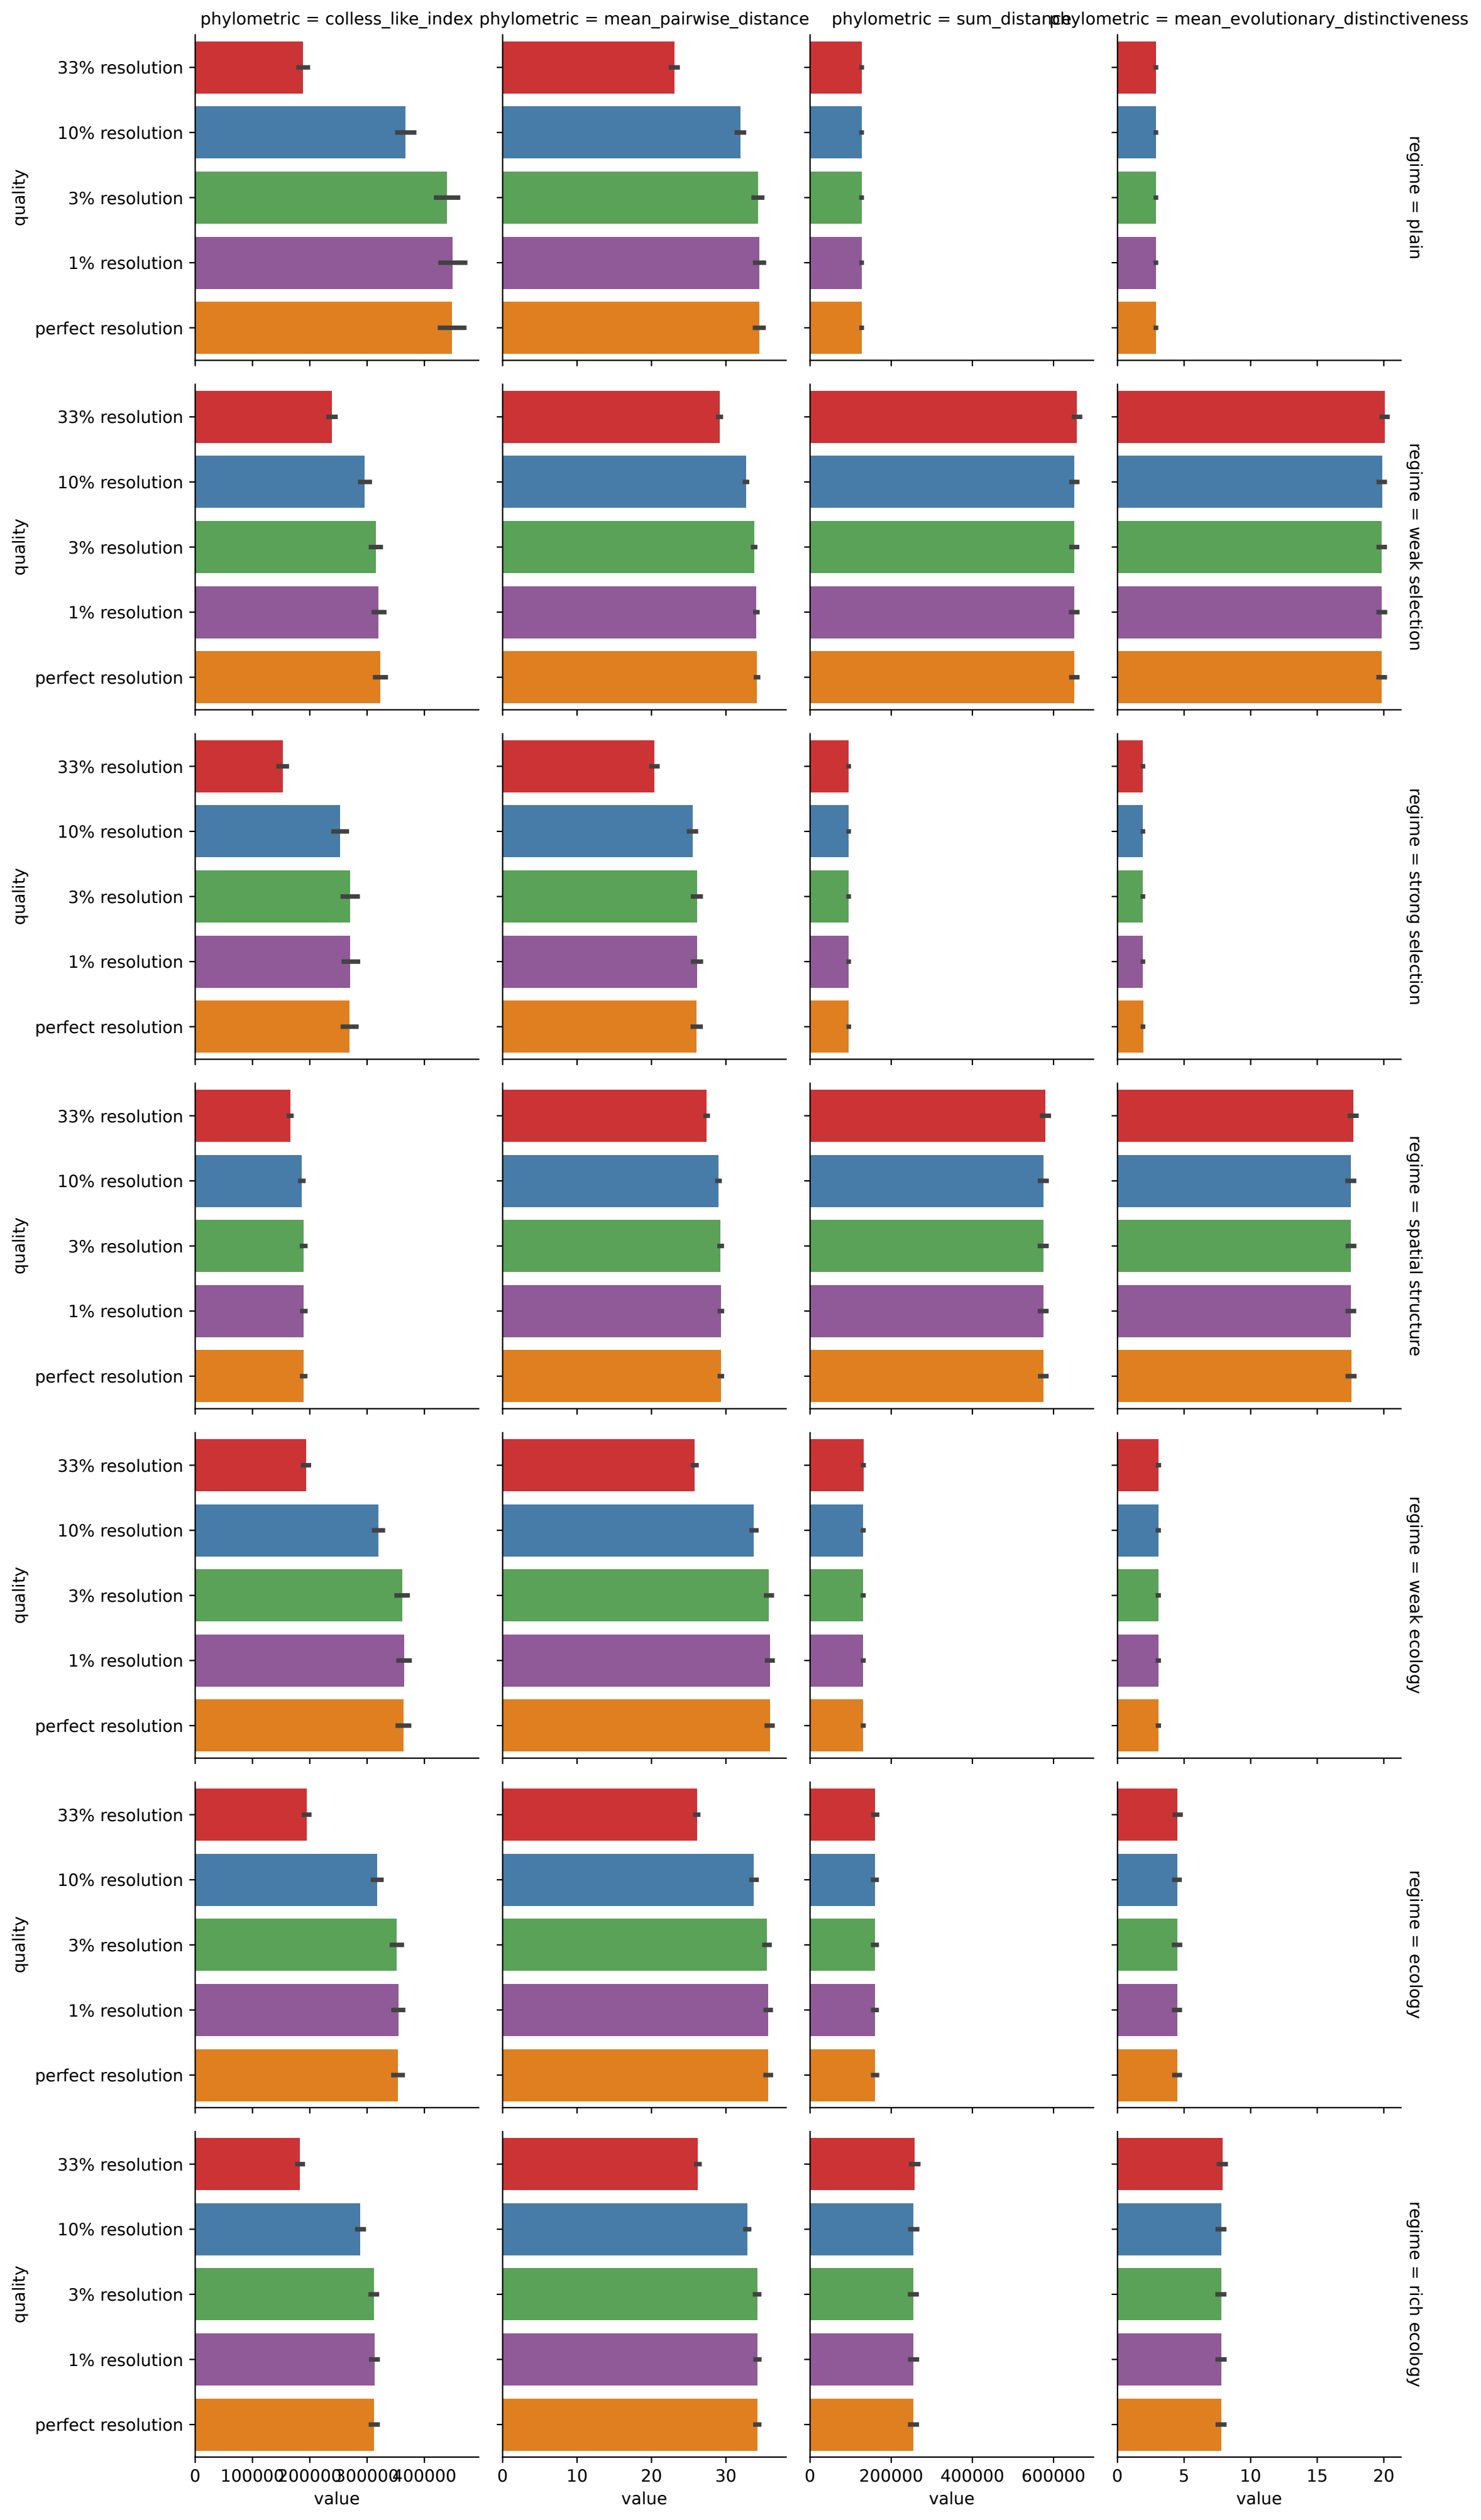 phylometric = colless_like_index
phylometric = mean_pairwise_distance
phylometric = sum_distance
phylometric = mean_evolutionary_distinctiveness
quality
33% resolution
10% resolution
3% resolution
1% resolution
perfect resolution
regime = plain
quality
33% resolution
10% resolution
3% resolution
1% resolution
perfect resolution
regime = weak selection
quality
33% resolution
10% resolution
3% resolution
1% resolution
perfect resolution
regime = strong selection
quality
33% resolution
10% resolution
3% resolution
1% resolution
perfect resolution
regime = spatial structure
quality
33% resolution
10% resolution
3% resolution
1% resolution
perfect resolution
regime = weak ecology
quality
33% resolution
10% resolution
3% resolution
1% resolution
perfect resolution
regime = ecology
quality
33% resolution
10% resolution
3% resolution
1% resolution
perfect resolution
regime = rich ecology
0 100000 200000 300000 400000
0 10 20 30
0 200000 400000 600000
0 5 10 15 20
value
value
value
value